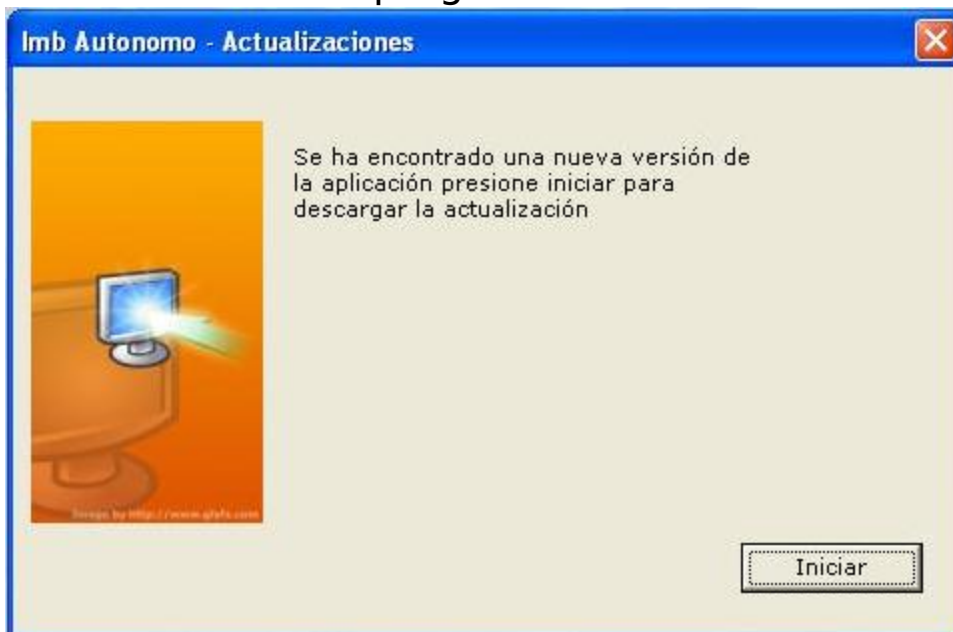 Imb Autonomo - Actualizaciones
Se ha encontrado una nueva versión de
la aplicación presione iniciar para
descargar la actualización
Iniciar